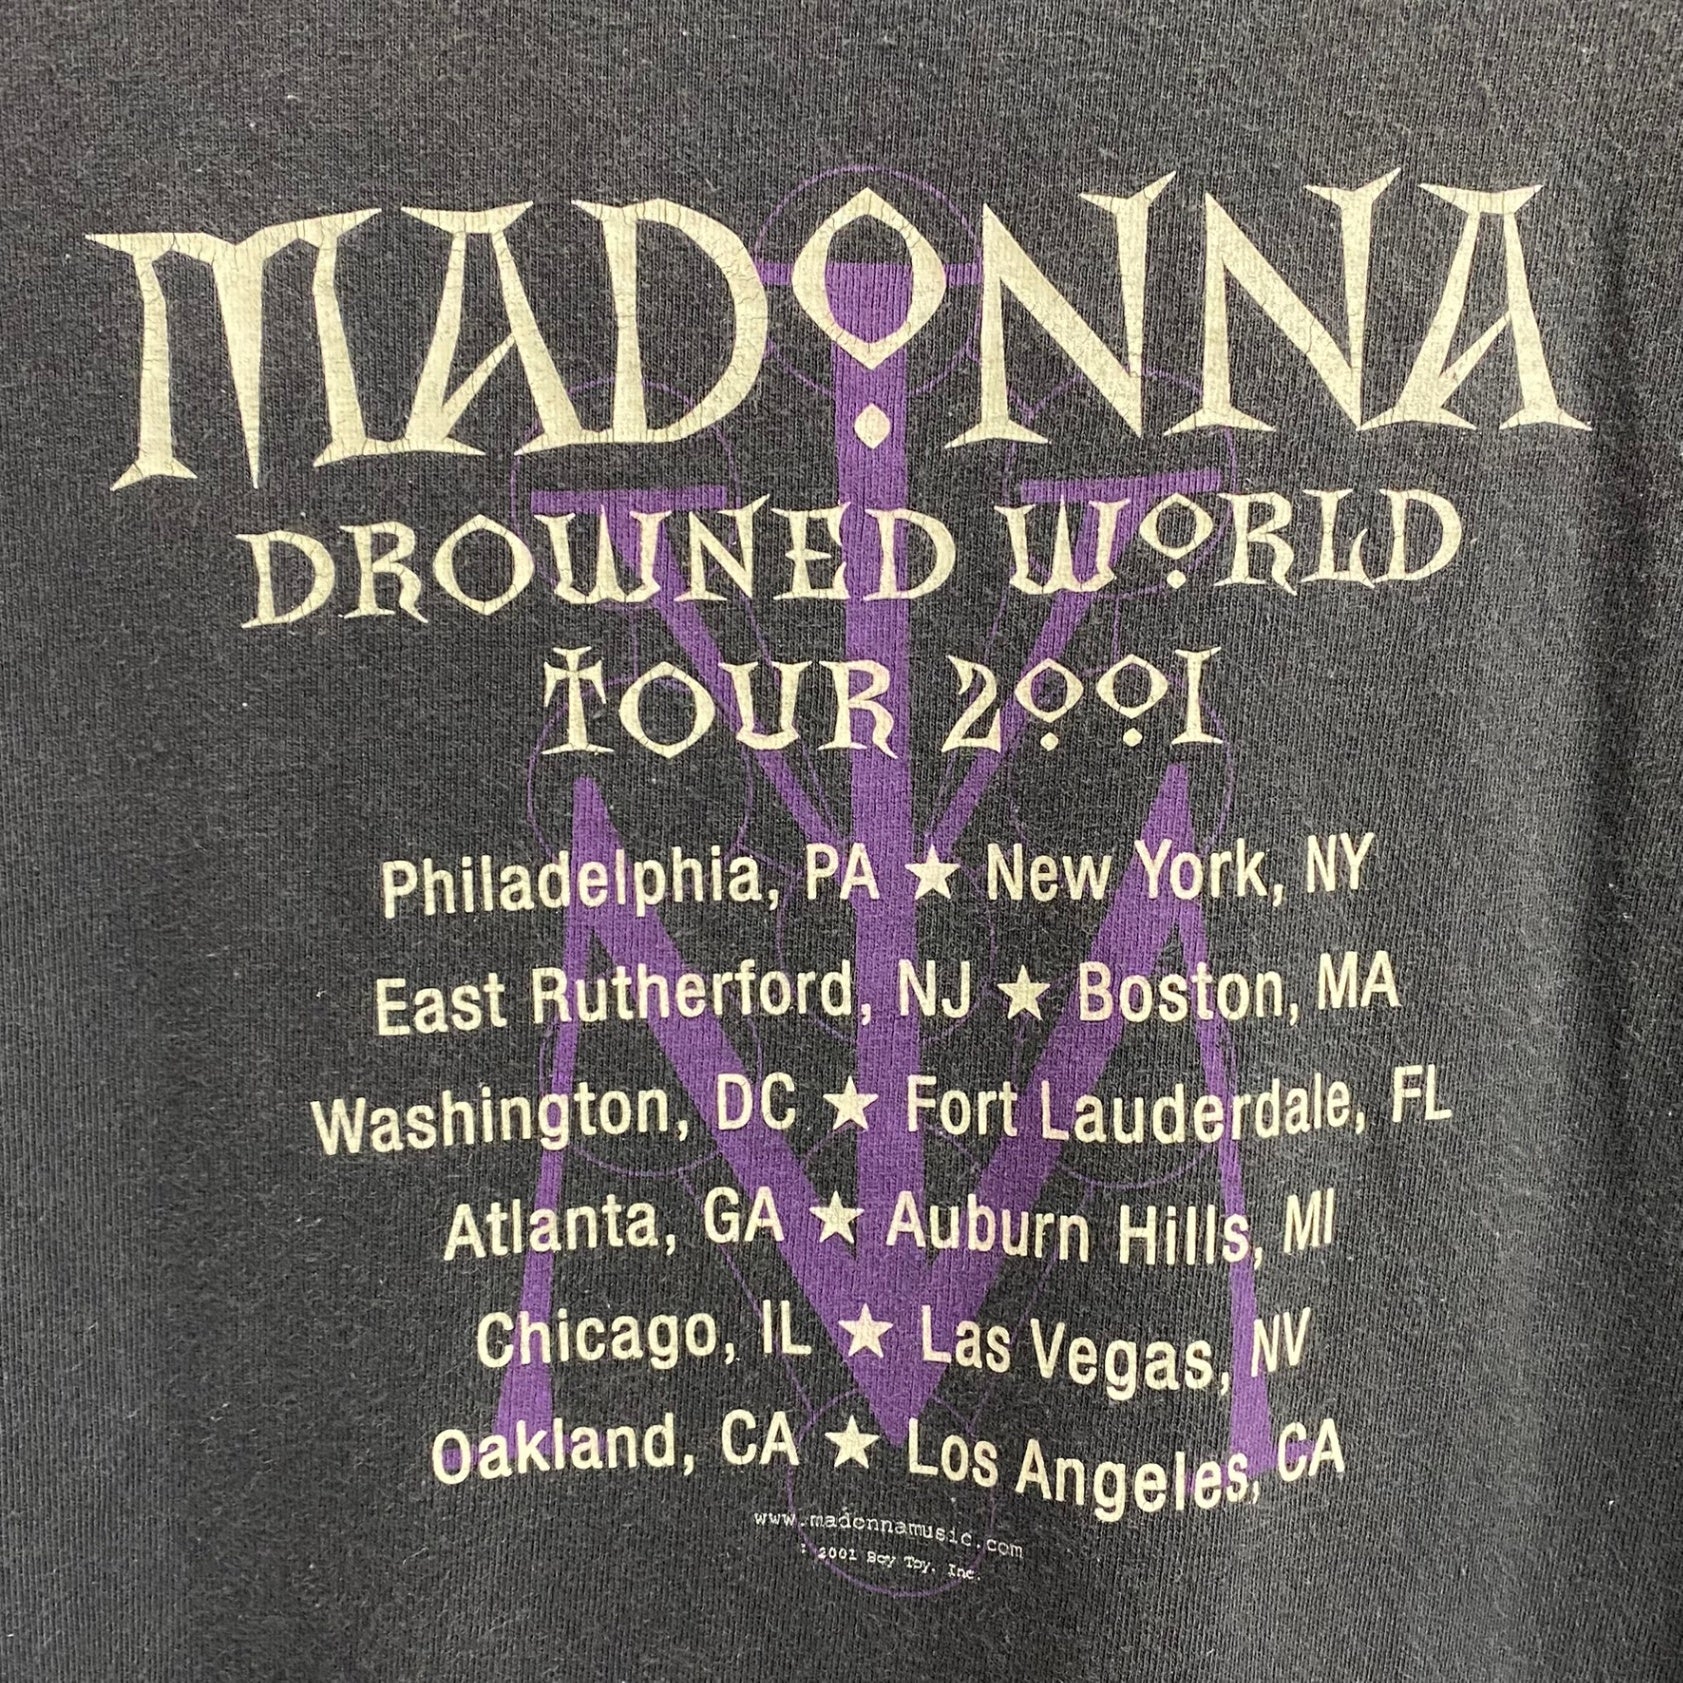 MADONNA
DROWNED WORLD
TOUR 2001
Philadelphia, PA ★ New York, NY
East Rutherford, NJ ★ Boston, MA
Washington, DC ★ Fort Lauderdale, FL
Atlanta, GA ★ Auburn Hills, MI
Chicago, IL ★ Las Vegas, NV
Oakland, CA ★ Los Angeles, CA
www.madonnamusic.com
© 2001 Boy Toy, Inc.